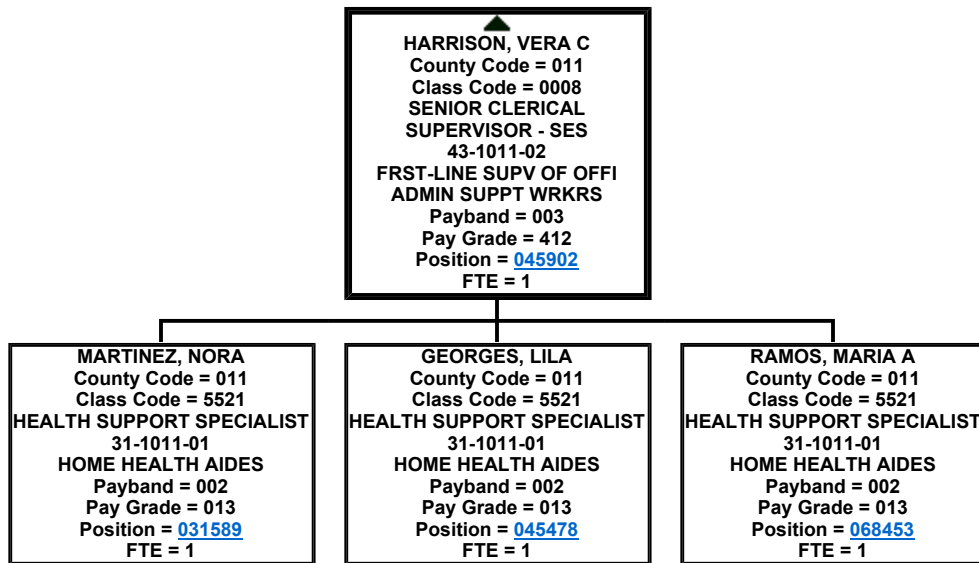 HARRISON, VERA C
County Code = 011
Class Code = 0008
SENIOR CLERICAL
SUPERVISOR - SES
43-1011-02
FRST-LINE SUPV OF OFFI
ADMIN SUPPT WRKRS
Payband = 003
Pay Grade = 412
Position = 045902
FTE = 1
MARTINEZ, NORA
County Code = 011
Class Code = 5521
HEALTH SUPPORT SPECIALIST
31-1011-01
HOME HEALTH AIDES
Payband = 002
Pay Grade = 013
Position = 031589
FTE = 1
GEORGES, LILA
County Code = 011
Class Code = 5521
HEALTH SUPPORT SPECIALIST
31-1011-01
HOME HEALTH AIDES
Payband = 002
Pay Grade = 013
Position = 045478
FTE = 1
RAMOS, MARIA A
County Code = 011
Class Code = 5521
HEALTH SUPPORT SPECIALIST
31-1011-01
HOME HEALTH AIDES
Payband = 002
Pay Grade = 013
Position = 068453
FTE = 1